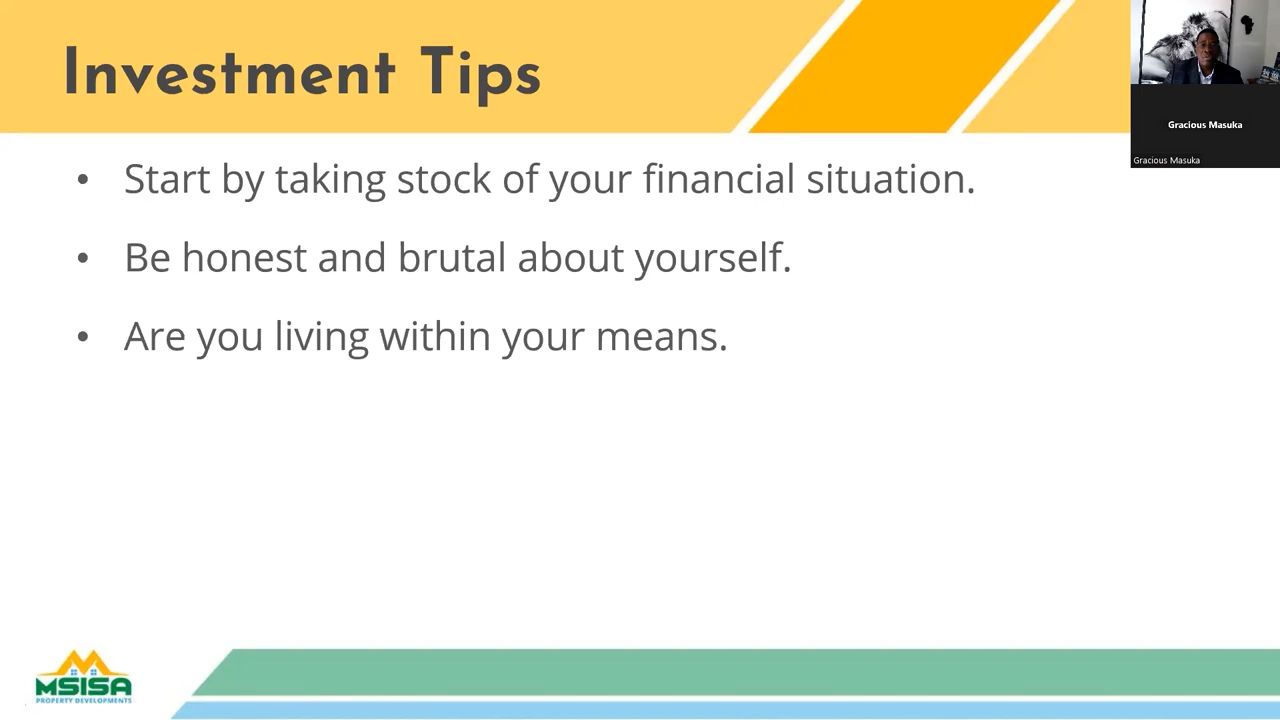 Investment Tips
Gracious Masuka
Gracious Masuka
• Start by taking stock of your financial situation.
• Be honest and brutal about yourself.
• Are you living within your means.
MSISA
PROPERTY DEVELOPMENTS